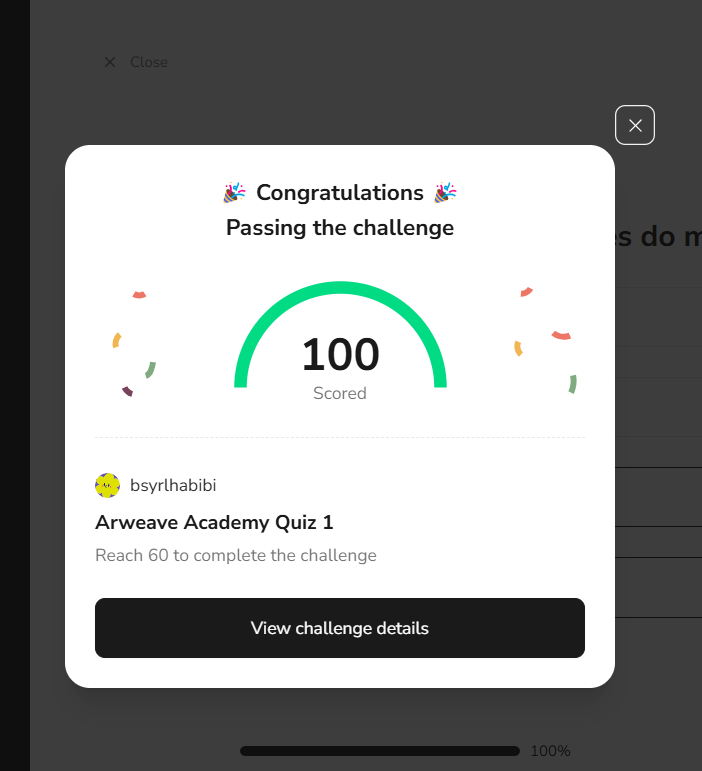 Close
Congratulations
Passing the challenge
es do m
100
Scored
bsyrlhabibi
Arweave Academy Quiz 1
Reach 60 to complete the challenge
View challenge details
100%